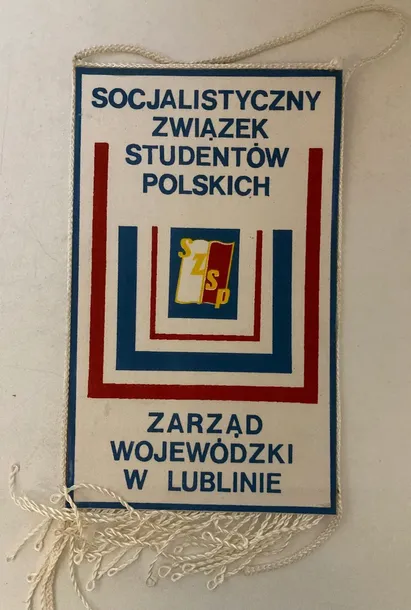 SOCJALISTYCZNY
ZWIĄZEK
STUDENTÓW
POLSKICH
SZSP
ZARZĄD
WOJEWÓDZKI
W LUBLINIE